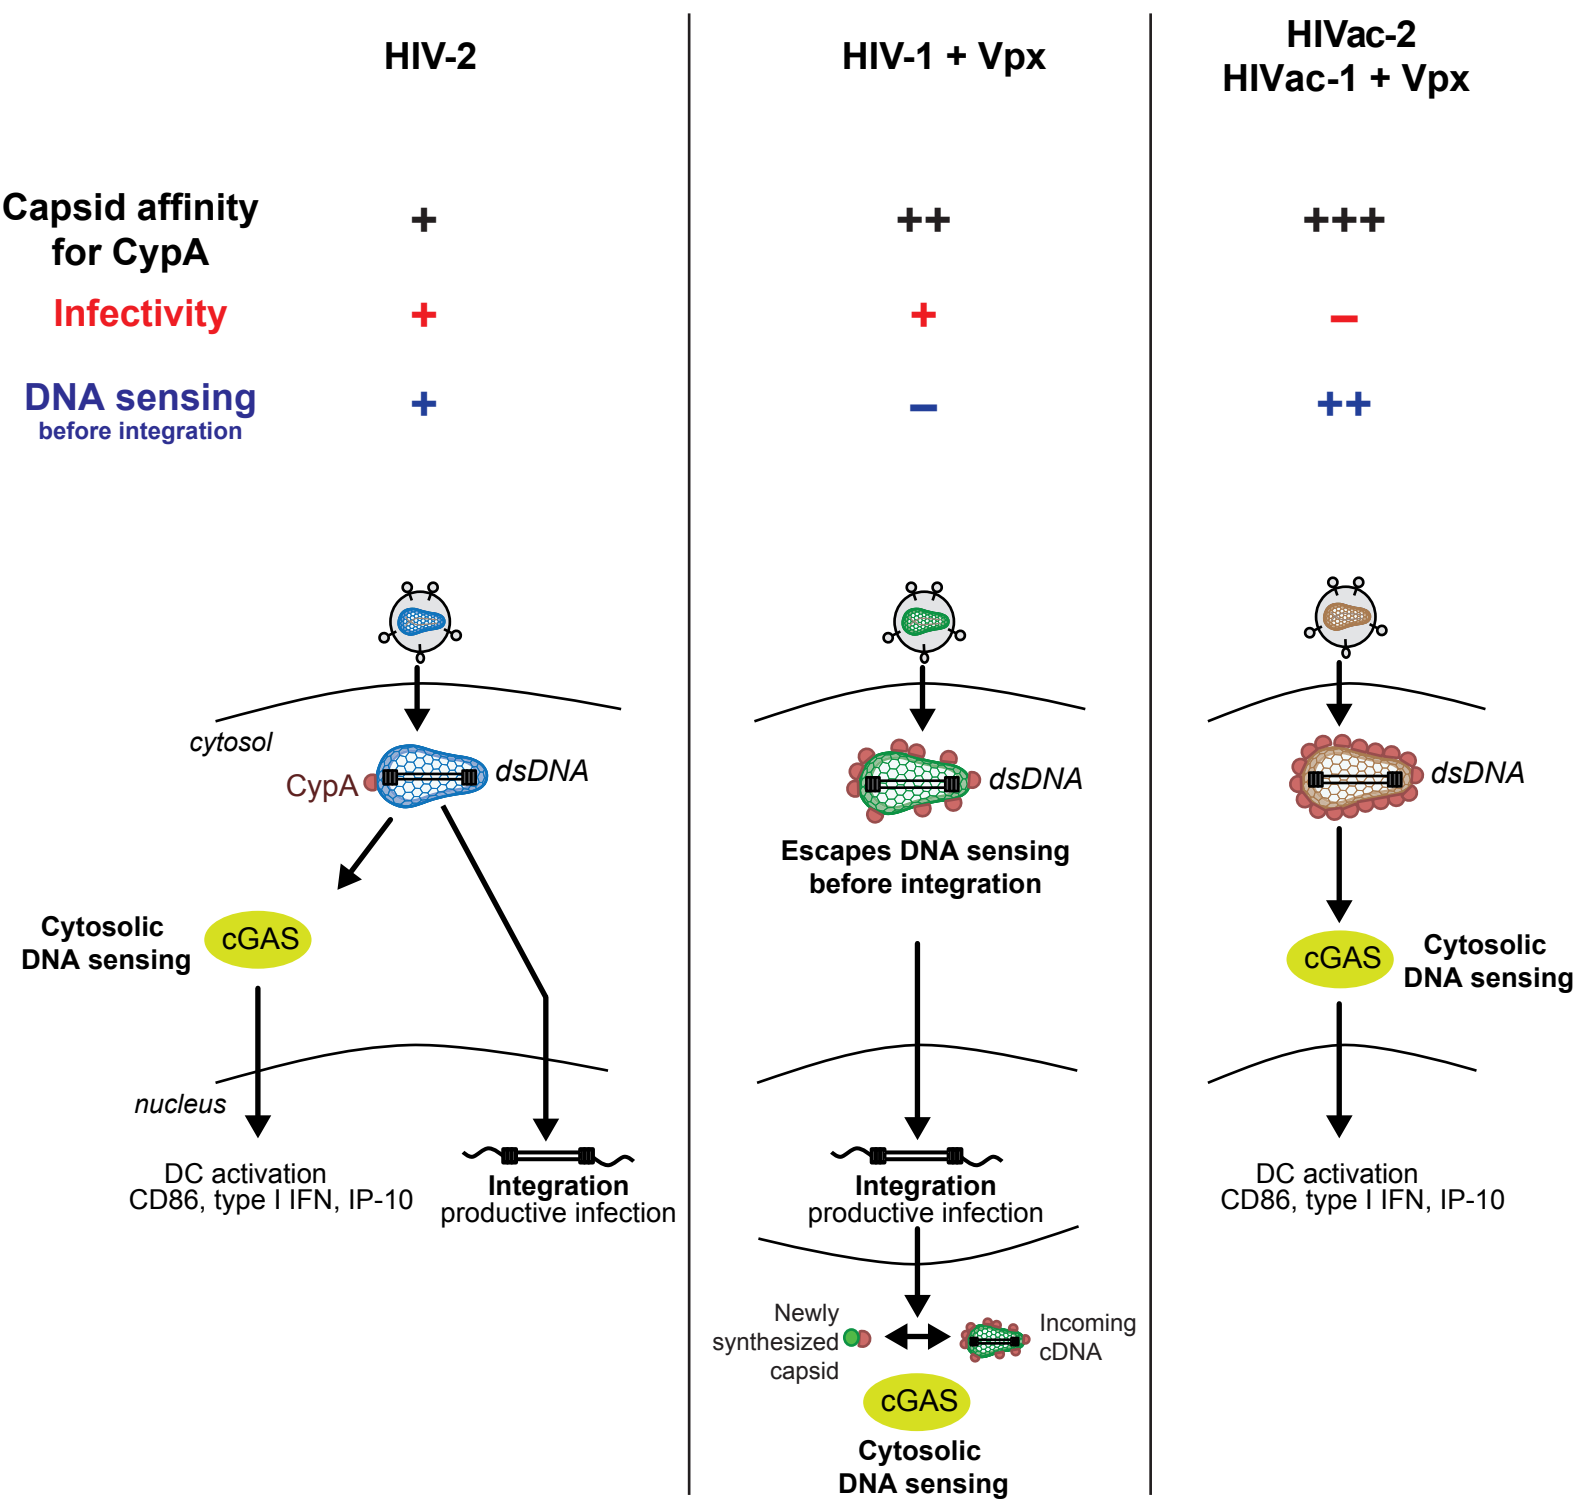 HIV-2
HIV-1 + Vpx
HIVac-2
HIVac-1 + Vpx
Capsid affinity
for CypA
+
++
+++
Infectivity
+
+
–
DNA sensing
before integration
+
–
++
cytosol
CypA
dsDNA
Cytosolic
DNA sensing
cGAS
nucleus
DC activation
CD86, type I IFN, IP-10
Integration
productive infection
dsDNA
Escapes DNA sensing
before integration
Integration
productive infection
Newly
synthesized
capsid
Incoming
cDNA
cGAS
Cytosolic
DNA sensing
dsDNA
cGAS
Cytosolic
DNA sensing
DC activation
CD86, type I IFN, IP-10